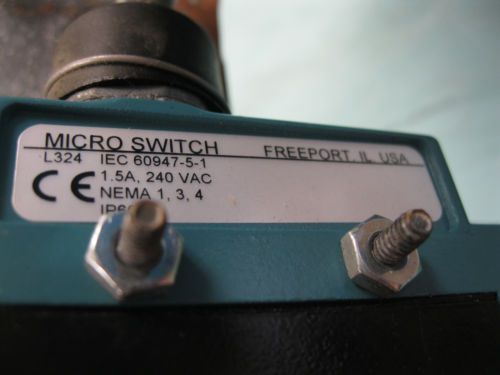 MICRO SWITCH FREEPORT, IL USA
L324 IEC 60947-5-1
CE 1.5A, 240 VAC
NEMA 1, 3, 4